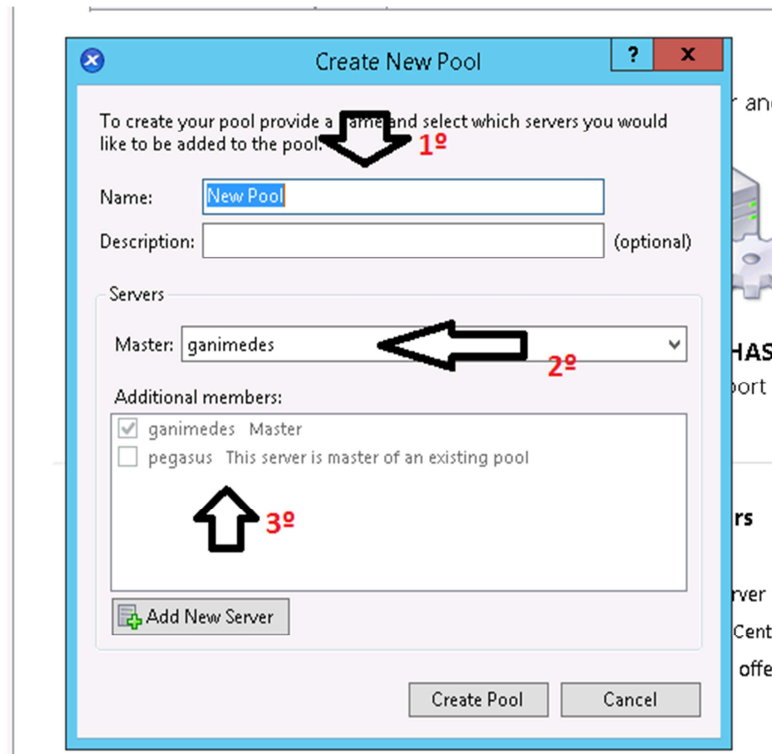 Create New Pool
?
x
To create your pool provide a name and select which servers you would
like to be added to the pool.
1º
Name: New Pool
Description: (optional)
Servers
Master: ganimedes
2º
Additional members:
ganimedes Master
pegasus This server is master of an existing pool
3º
Add New Server
Create Pool
Cancel
r and
HAS
port
rs
rver
Cent
offe